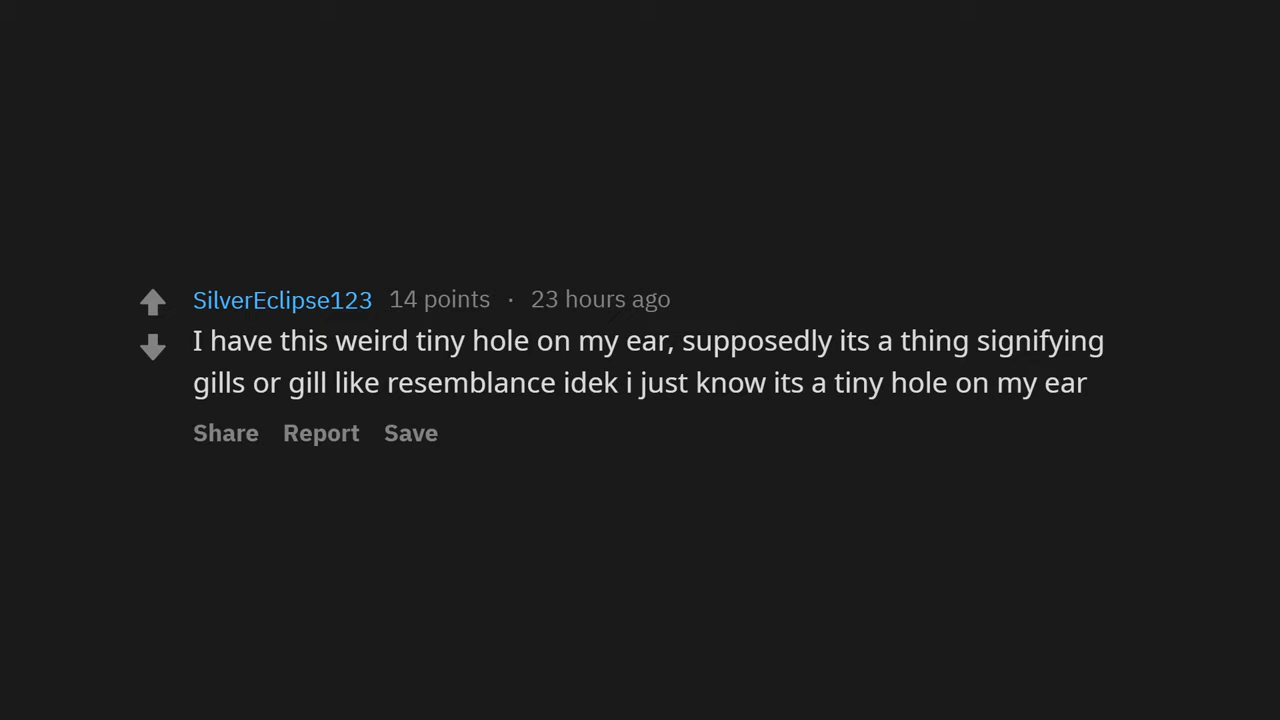 SilverEclipse123 14 points · 23 hours ago
I have this weird tiny hole on my ear, supposedly its a thing signifying
gills or gill like resemblance idek i just know its a tiny hole on my ear
Share Report Save